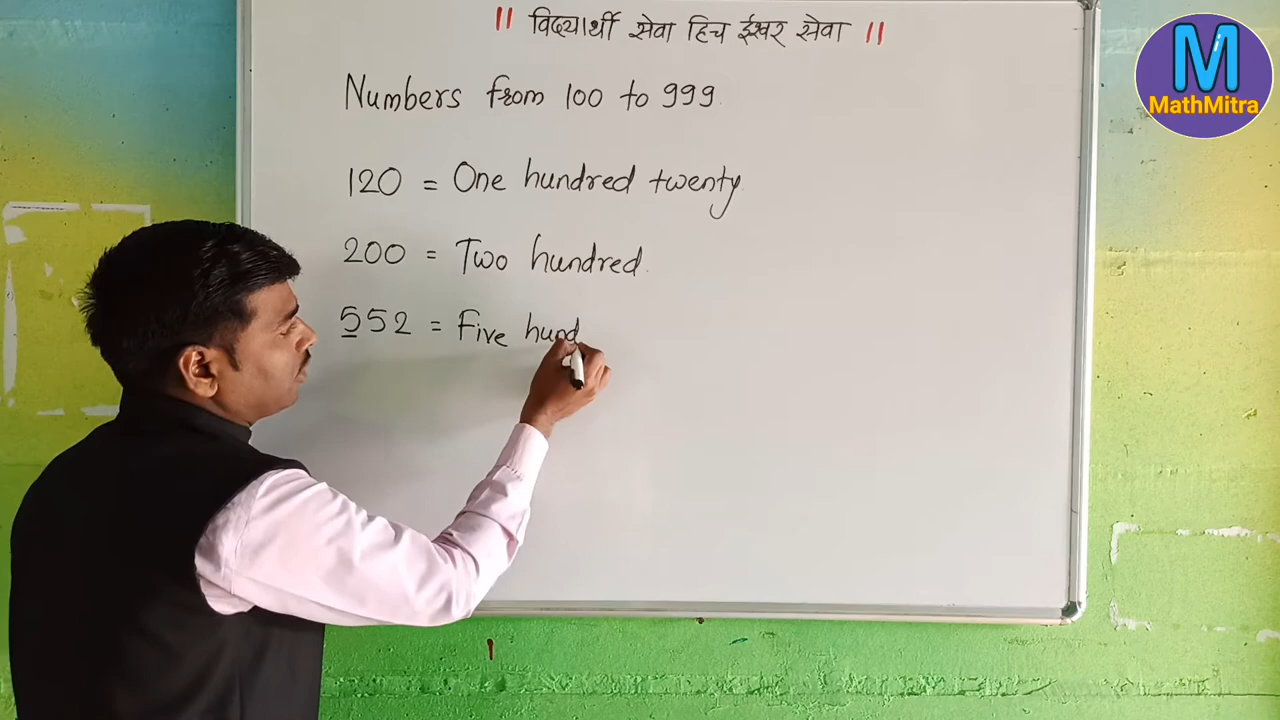 || विद्यार्थी सेवा हिच ईश्वर सेवा ||
M
MathMitra
Numbers from 100 to 999.
120 = One hundred twenty
200 = Two hundred.
552 = Five hund